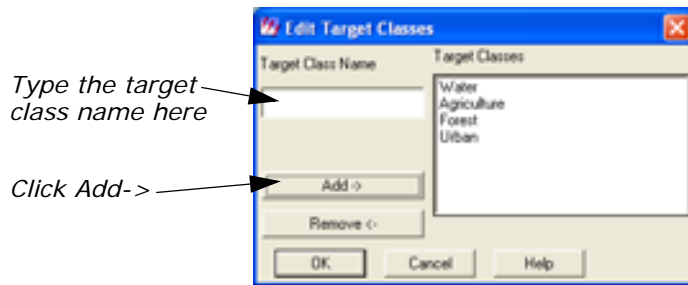 Edit Target Classes
Target Class Name
Target Classes
Type the target
class name here
Water
Agriculture
Forest
Urban
Click Add->
Add ->
Remove <-
OK
Cancel
Help